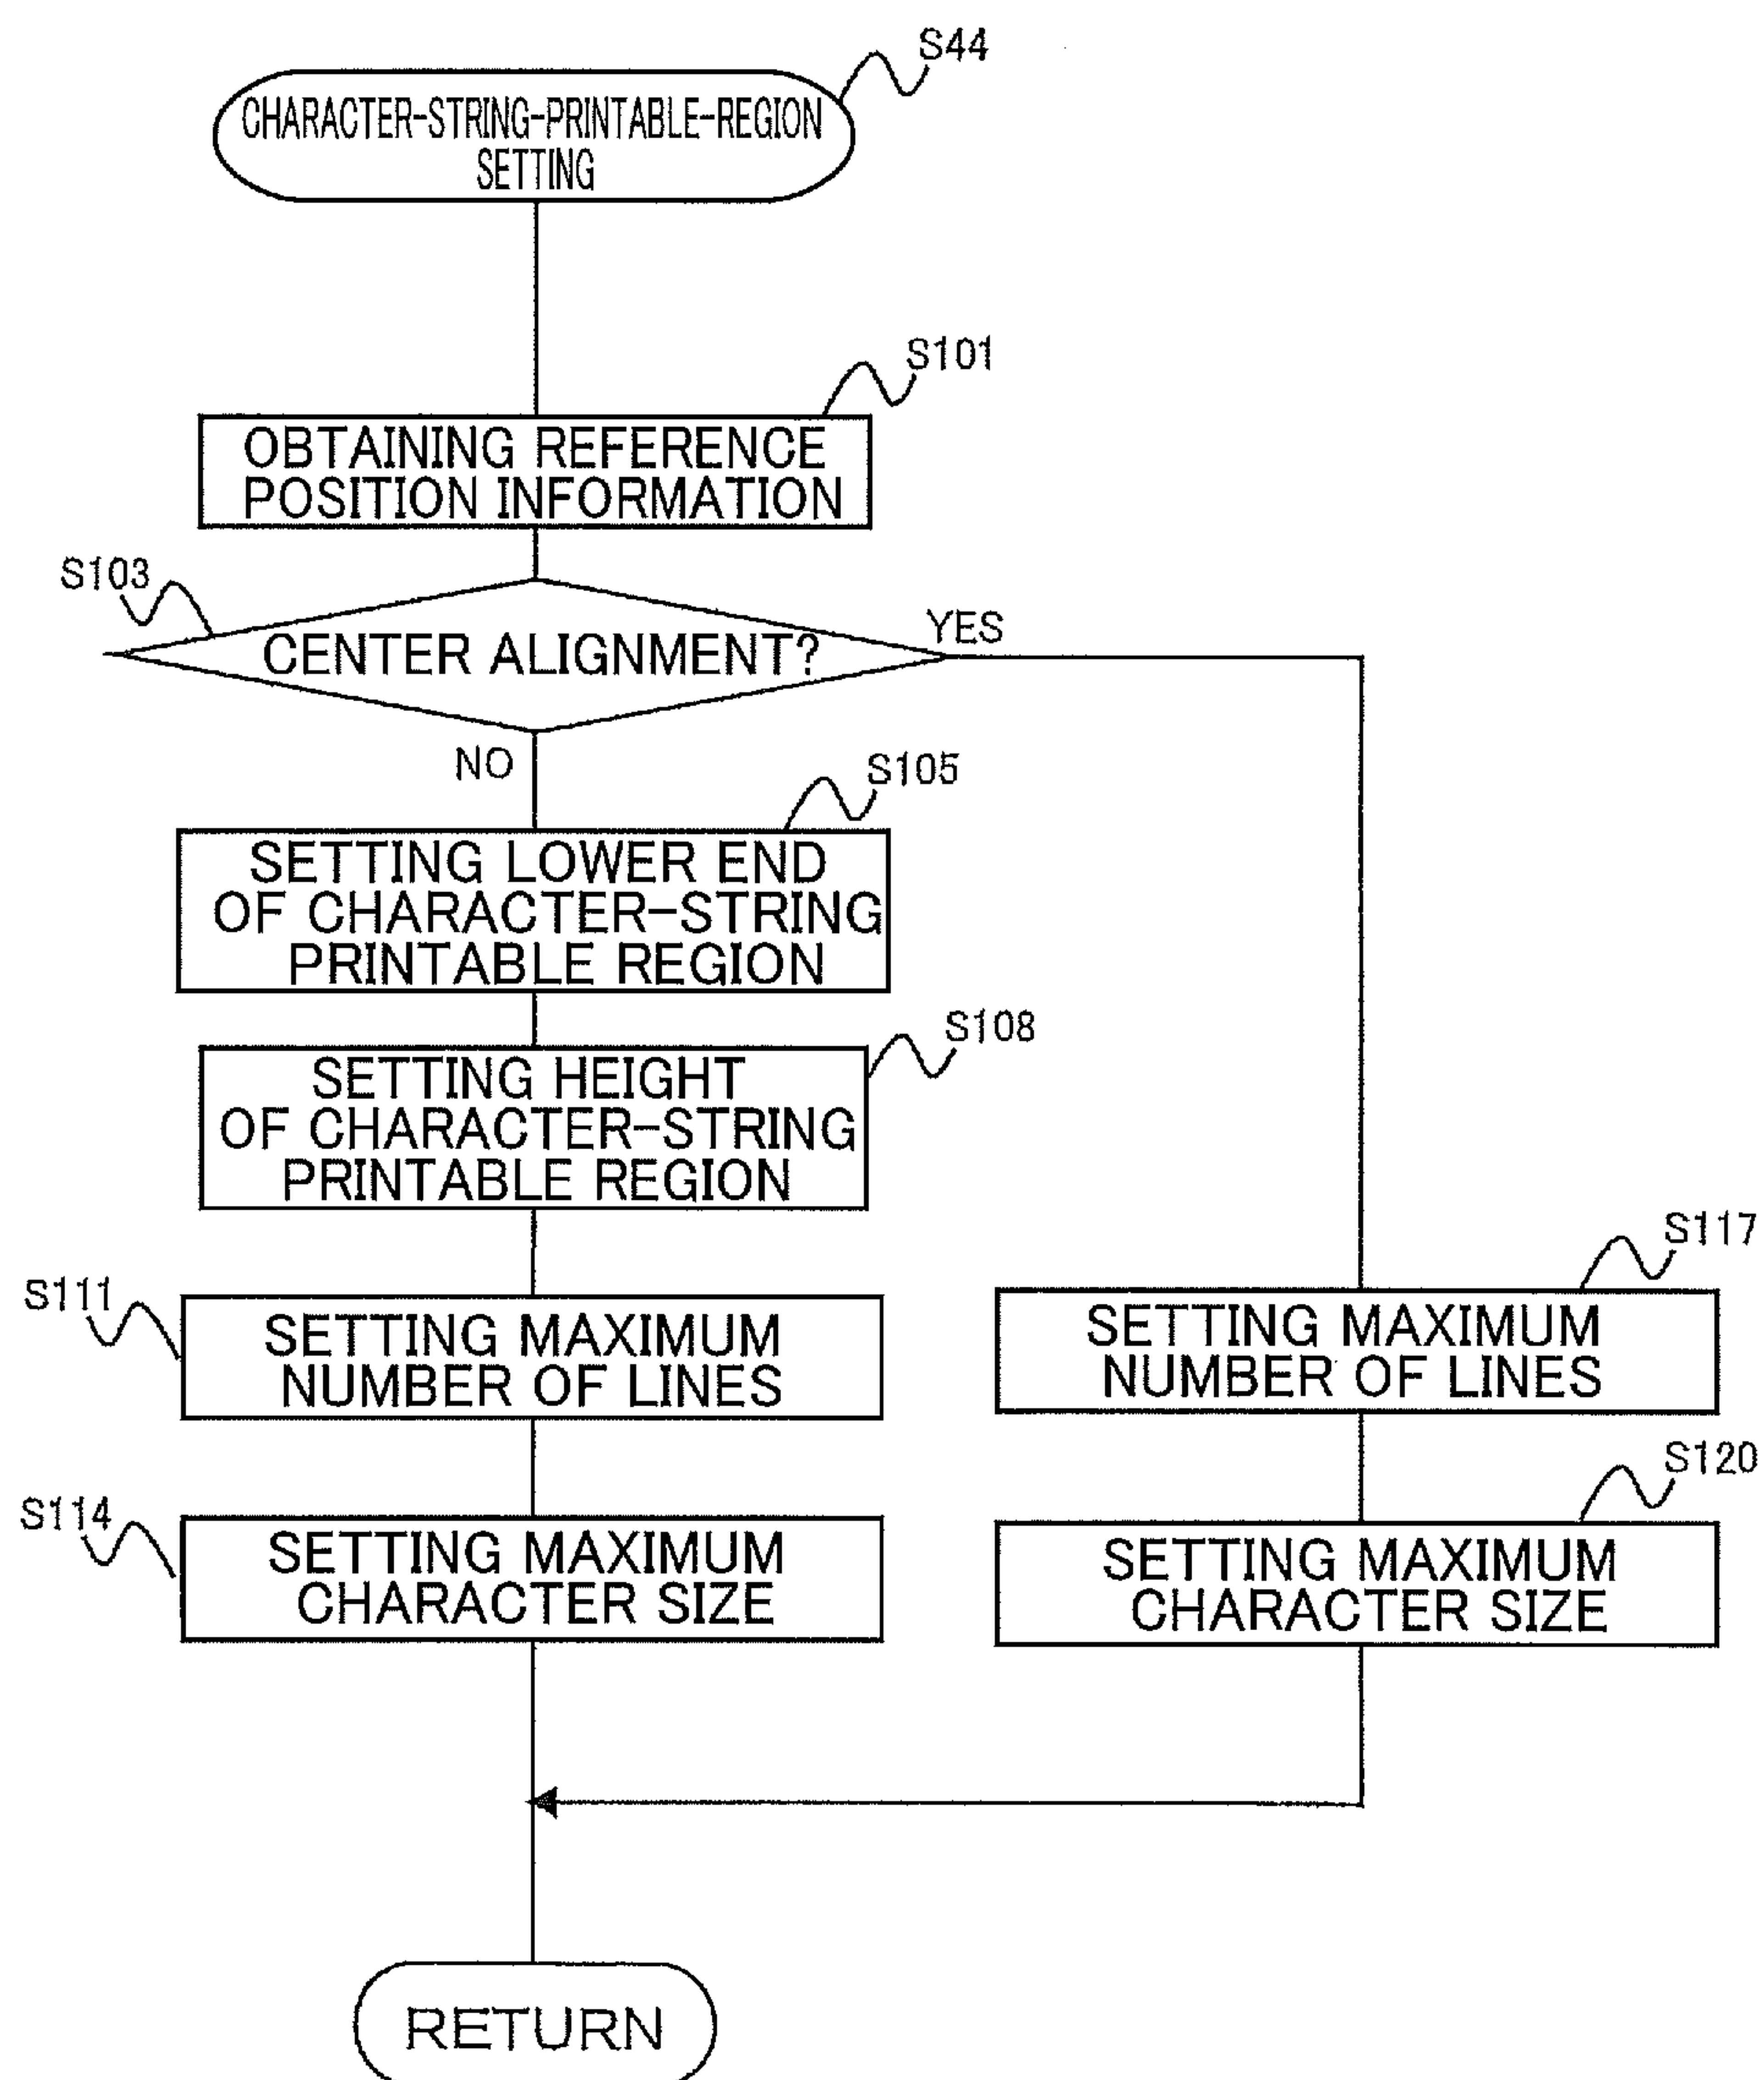 S44
CHARACTER-STRING-PRINTABLE-REGION
SETTING
S101
OBTAINING REFERENCE
POSITION INFORMATION
S103
CENTER ALIGNMENT?
YES
NO
S105
SETTING LOWER END
OF CHARACTER-STRING
PRINTABLE REGION
S108
SETTING HEIGHT
OF CHARACTER-STRING
PRINTABLE REGION
S111
SETTING MAXIMUM
NUMBER OF LINES
S114
SETTING MAXIMUM
CHARACTER SIZE
S117
SETTING MAXIMUM
NUMBER OF LINES
S120
SETTING MAXIMUM
CHARACTER SIZE
RETURN